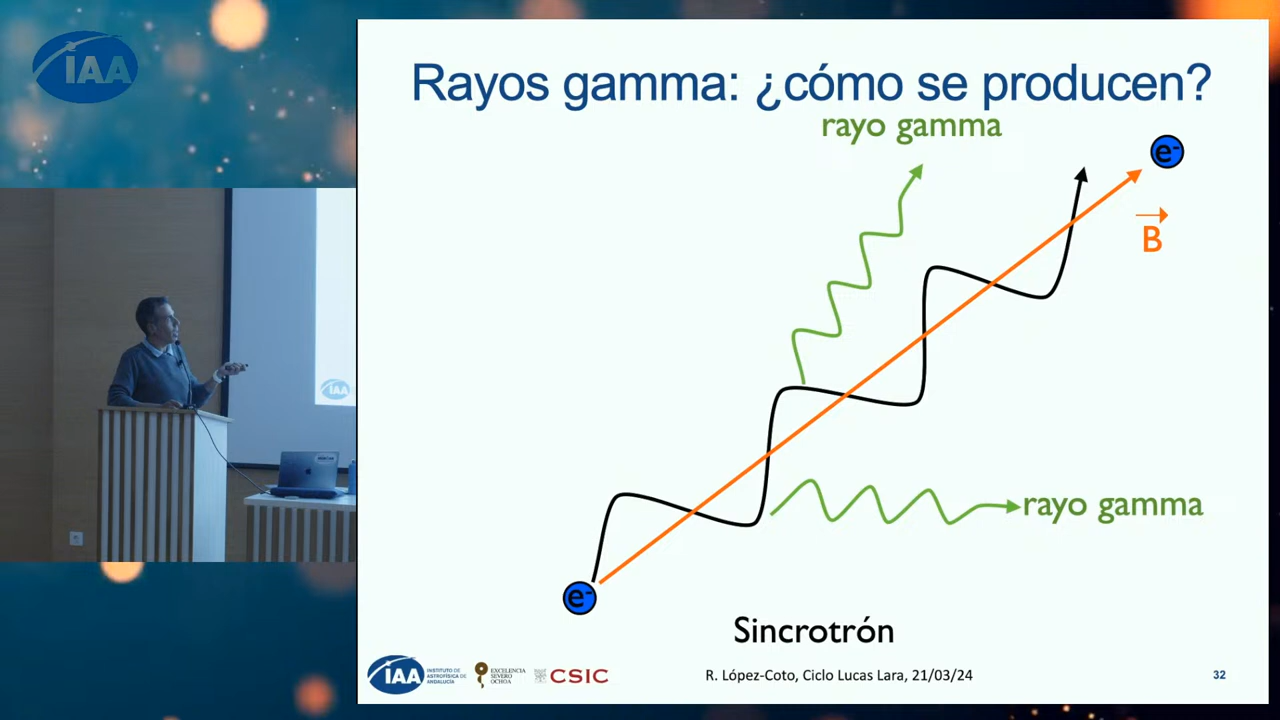 IAA
Rayos gamma: ¿cómo se producen?
rayo gamma
e-
B
rayo gamma
e-
Sincrotrón
IAA
IAA
INSTITUTO DE
ASTROFÍSICA DE
ANDALUCÍA
EXCELENCIA
SEVERO
OCHOA
CSIC
R. López-Coto, Ciclo Lucas Lara, 21/03/24
32